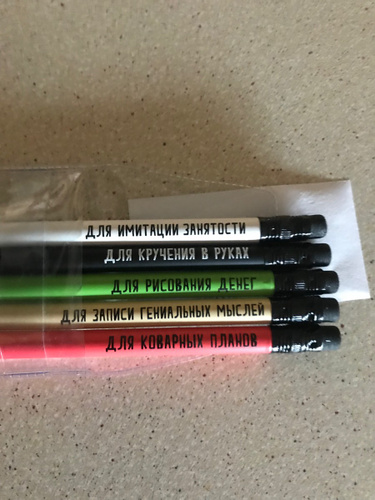 ДЛЯ ИМИТАЦИИ ЗАНЯТОСТИ
ДЛЯ КРУЧЕНИЯ В РУКАХ
ДЛЯ РИСОВАНИЯ ДЕНЕГ
ДЛЯ ЗАПИСИ ГЕНИАЛЬНЫХ МЫСЛЕЙ
ДЛЯ КОВАРНЫХ ПЛАНОВ